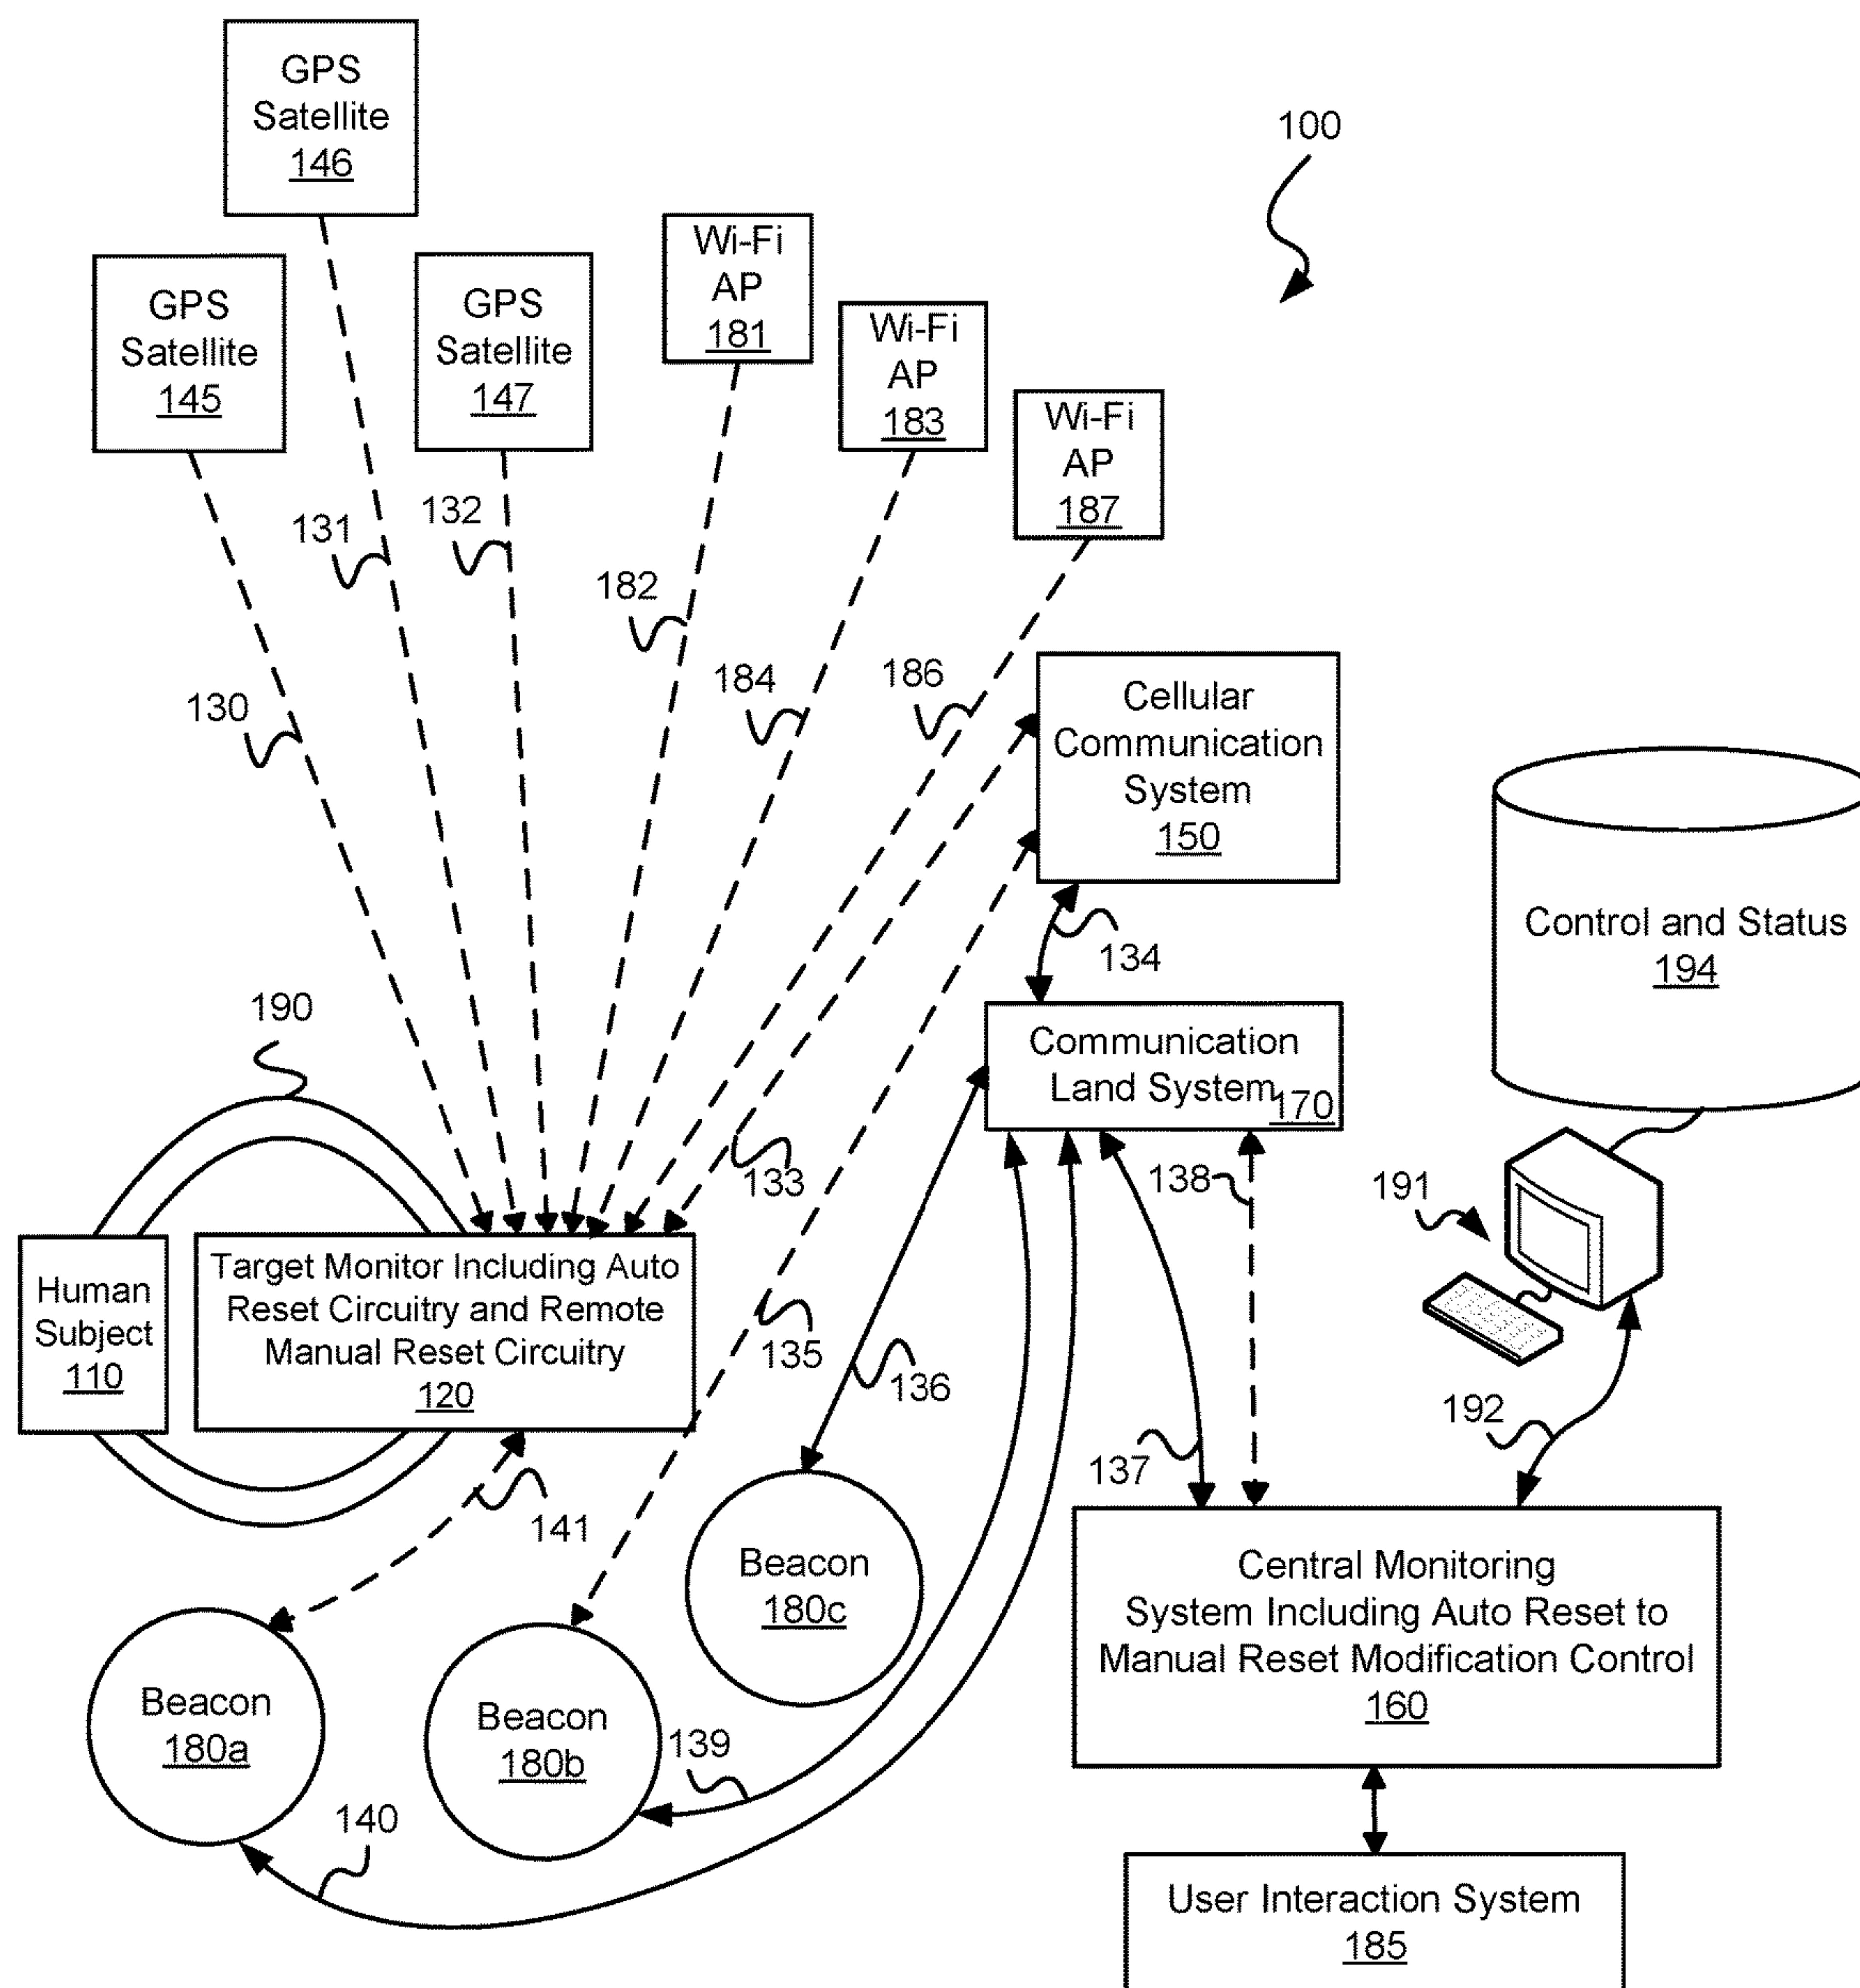 GPS
Satellite
146
100
GPS
Satellite
145
GPS
Satellite
147
Wi-Fi
AP
181
Wi-Fi
AP
183
Wi-Fi
AP
187
131
132
182
184
186
130
Cellular
Communication
System
150
134
Control and Status
194
190
Communication
Land System
170
133
138
191
Human
Subject
110
Target Monitor Including Auto
Reset Circuitry and Remote
Manual Reset Circuitry
120
135
136
192
137
141
Beacon
180c
Central Monitoring
System Including Auto Reset to
Manual Reset Modification Control
160
Beacon
180a
Beacon
180b
139
140
User Interaction System
185